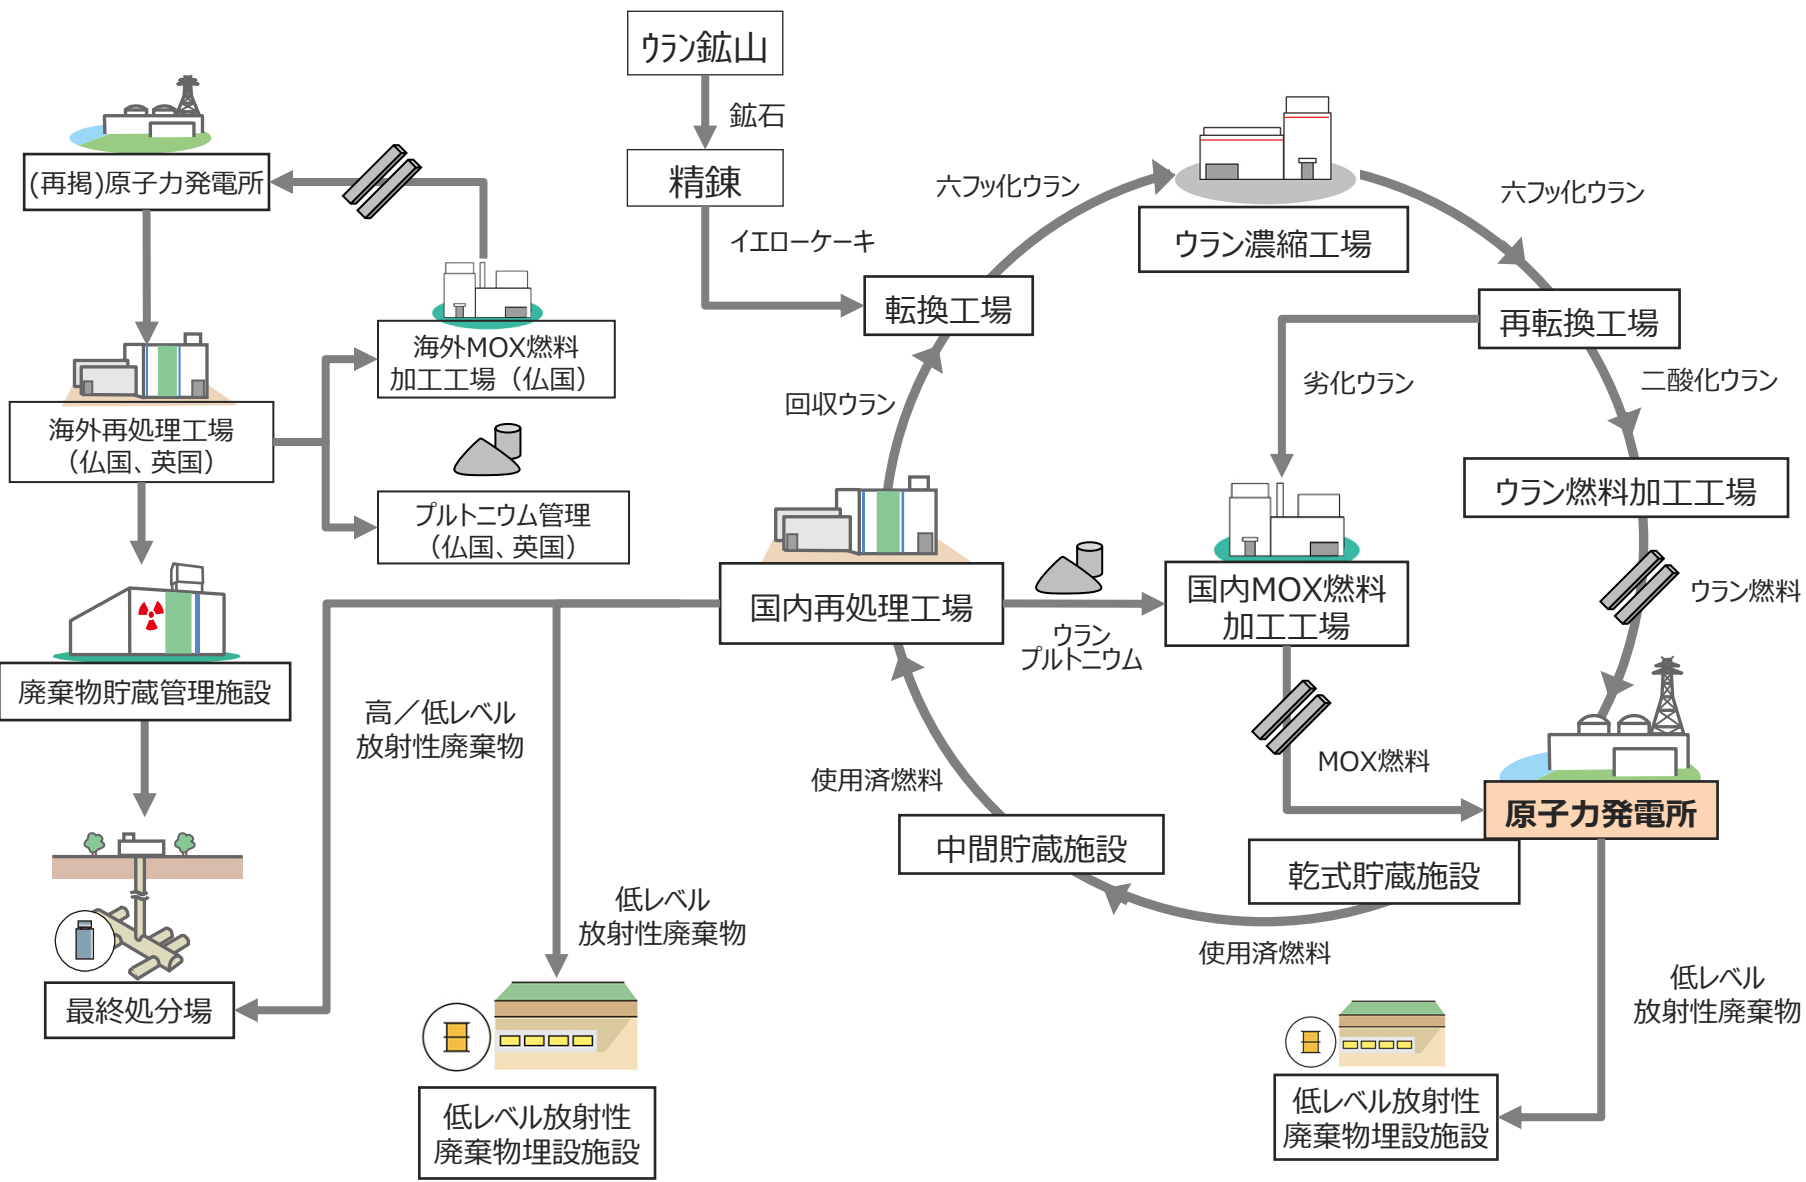 ウラン鉱山
鉱石
精錬
イエローケーキ
転換工場
六フッ化ウラン
ウラン濃縮工場
六フッ化ウラン
再転換工場
劣化ウラン
二酸化ウラン
ウラン燃料加工工場
ウラン燃料
原子力発電所
乾式貯蔵施設
使用済燃料
中間貯蔵施設
使用済燃料
国内再処理工場
回収ウラン
ウラン
プルトニウム
国内MOX燃料
加工工場
MOX燃料
低レベル
放射性廃棄物
低レベル放射性
廃棄物埋設施設
高／低レベル
放射性廃棄物
低レベル
放射性廃棄物
低レベル放射性
廃棄物埋設施設
(再掲)原子力発電所
海外MOX燃料
加工工場（仏国）
海外再処理工場
（仏国、英国）
プルトニウム管理
（仏国、英国）
廃棄物貯蔵管理施設
最終処分場